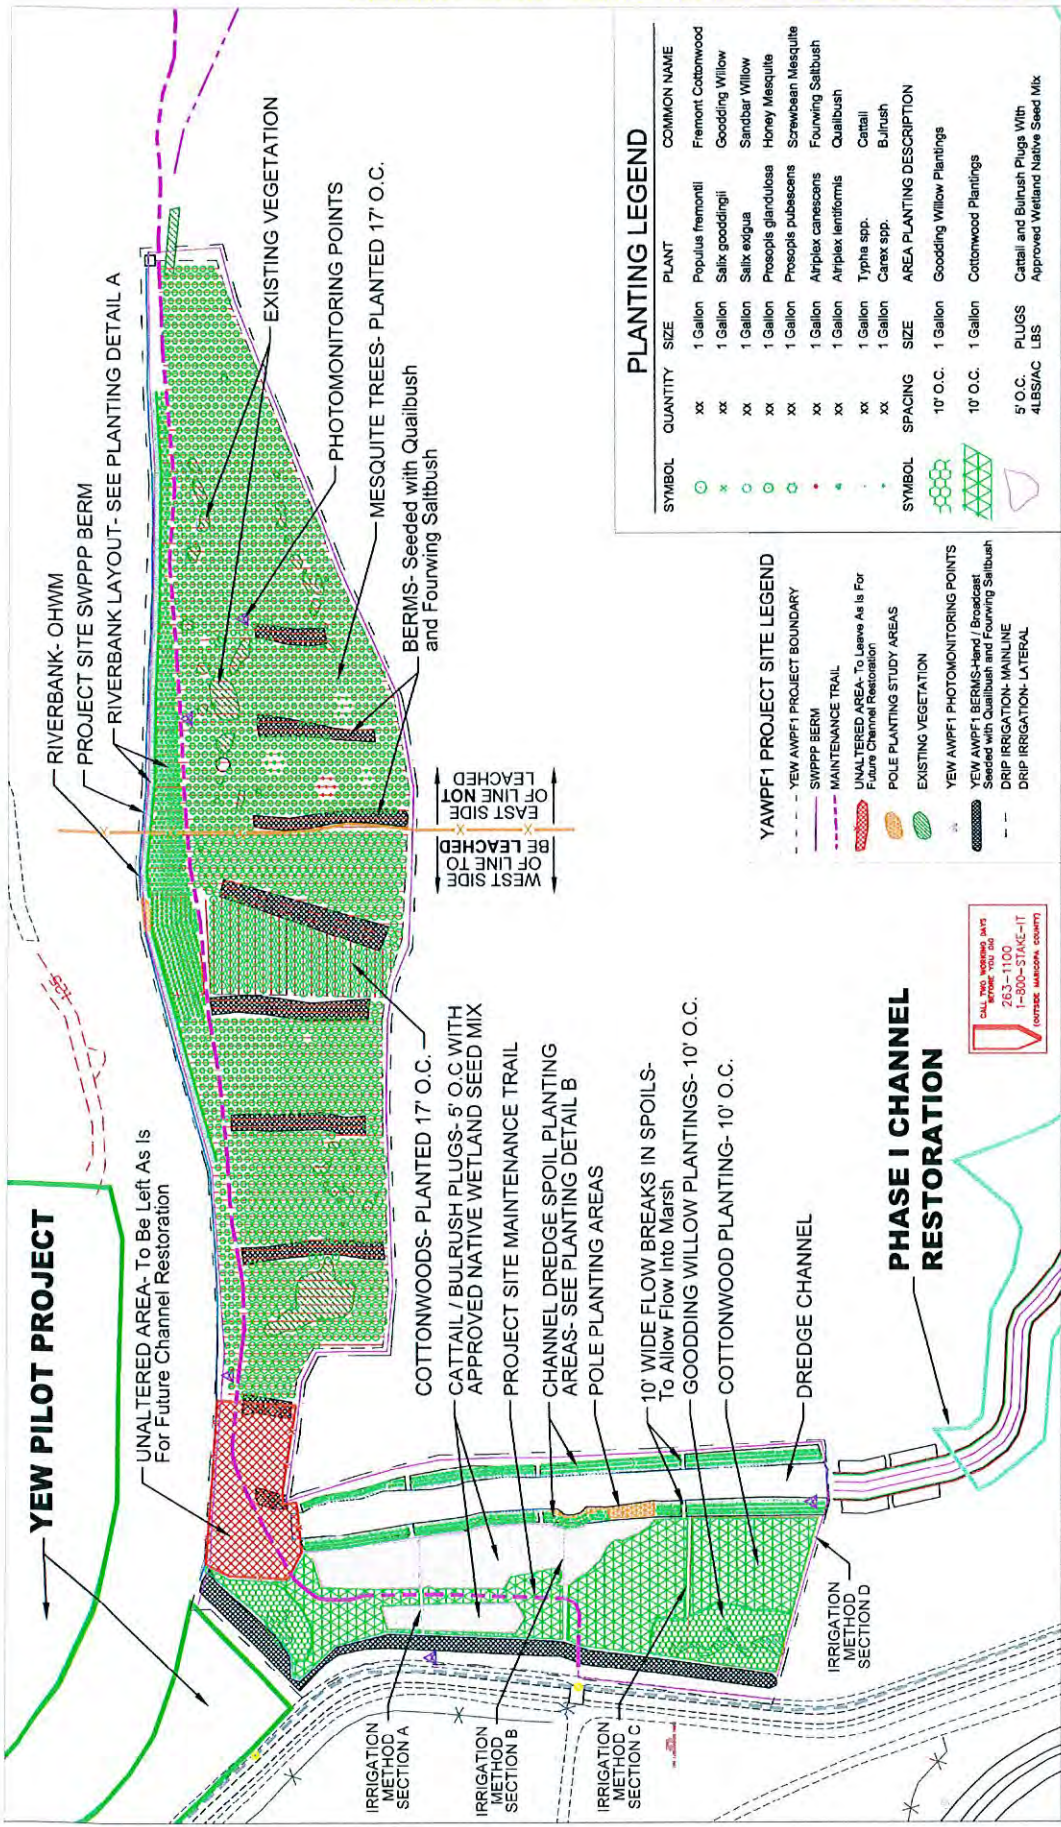 YEW PILOT PROJECT
UNALTERED AREA- To Be Left As Is
For Future Channel Restoration
125
RIVERBANK- OHWM
PROJECT SITE SWPPP BERM
RIVERBANK LAYOUT- SEE PLANTING DETAIL A
EXISTING VEGETATION
PHOTOMONITORING POINTS
MESQUITE TREES- PLANTED 17' O.C.
BERMS- Seeded with Quailbush
and Fourwing Saltbush
WEST SIDE
OF LINE TO
BE LEACHED
EAST SIDE
OF LINE NOT
LEACHED
COTTONWOODS- PLANTED 17' O.C.
CATTAIL / BULRUSH PLUGS- 5' O.C WITH
APPROVED NATIVE WETLAND SEED MIX
PROJECT SITE MAINTENANCE TRAIL
CHANNEL DREDGE SPOIL PLANTING
AREAS- SEE PLANTING DETAIL B
POLE PLANTING AREAS
10' WIDE FLOW BREAKS IN SPOILS-
To Allow Flow Into Marsh
GOODDING WILLOW PLANTINGS- 10' O.C.
COTTONWOOD PLANTING- 10' O.C.
DREDGE CHANNEL
IRRIGATION
METHOD
SECTION A
IRRIGATION
METHOD
SECTION B
IRRIGATION
METHOD
SECTION C
IRRIGATION
METHOD
SECTION D
PHASE I CHANNEL
RESTORATION
CALL TWO WORKING DAYS
BEFORE YOU DIG
263-1100
1-800-STAKE-IT
(OUTSIDE MARICOPA COUNTY)
YAWPF1 PROJECT SITE LEGEND
YEW AWPF1 PROJECT BOUNDARY
SWPPP BERM
MAINTENANCE TRAIL
UNALTERED AREA- To Leave As Is For
Future Channel Restoration
POLE PLANTING STUDY AREAS
EXISTING VEGETATION
YEW AWPF1 PHOTOMONITORING POINTS
YEW AWPF1 BERMS-Hand / Broadcast
Seeded with Quailbush and Fourwing Saltbush
DRIP IRRIGATION- MAINLINE
DRIP IRRIGATION- LATERAL
PLANTING LEGEND
SYMBOL QUANTITY SIZE PLANT COMMON NAME
xx 1 Gallon Populus fremontii Fremont Cottonwood
xx 1 Gallon Salix gooddingii Goodding Willow
xx 1 Gallon Salix exigua Sandbar Willow
xx 1 Gallon Prosopis glandulosa Honey Mesquite
xx 1 Gallon Prosopis pubescens Screwbean Mesquite
xx 1 Gallon Atriplex canescens Fourwing Saltbush
xx 1 Gallon Atriplex lentiformis Quailbush
xx 1 Gallon Typha spp. Cattail
xx 1 Gallon Carex spp. Bulrush
SYMBOL SPACING SIZE AREA PLANTING DESCRIPTION
10' O.C. 1 Gallon Goodding Willow Plantings
10' O.C. 1 Gallon Cottonwood Plantings
5' O.C. PLUGS Cattail and Bulrush Plugs With
4LBS/AC LBS Approved Wetland Native Seed Mix